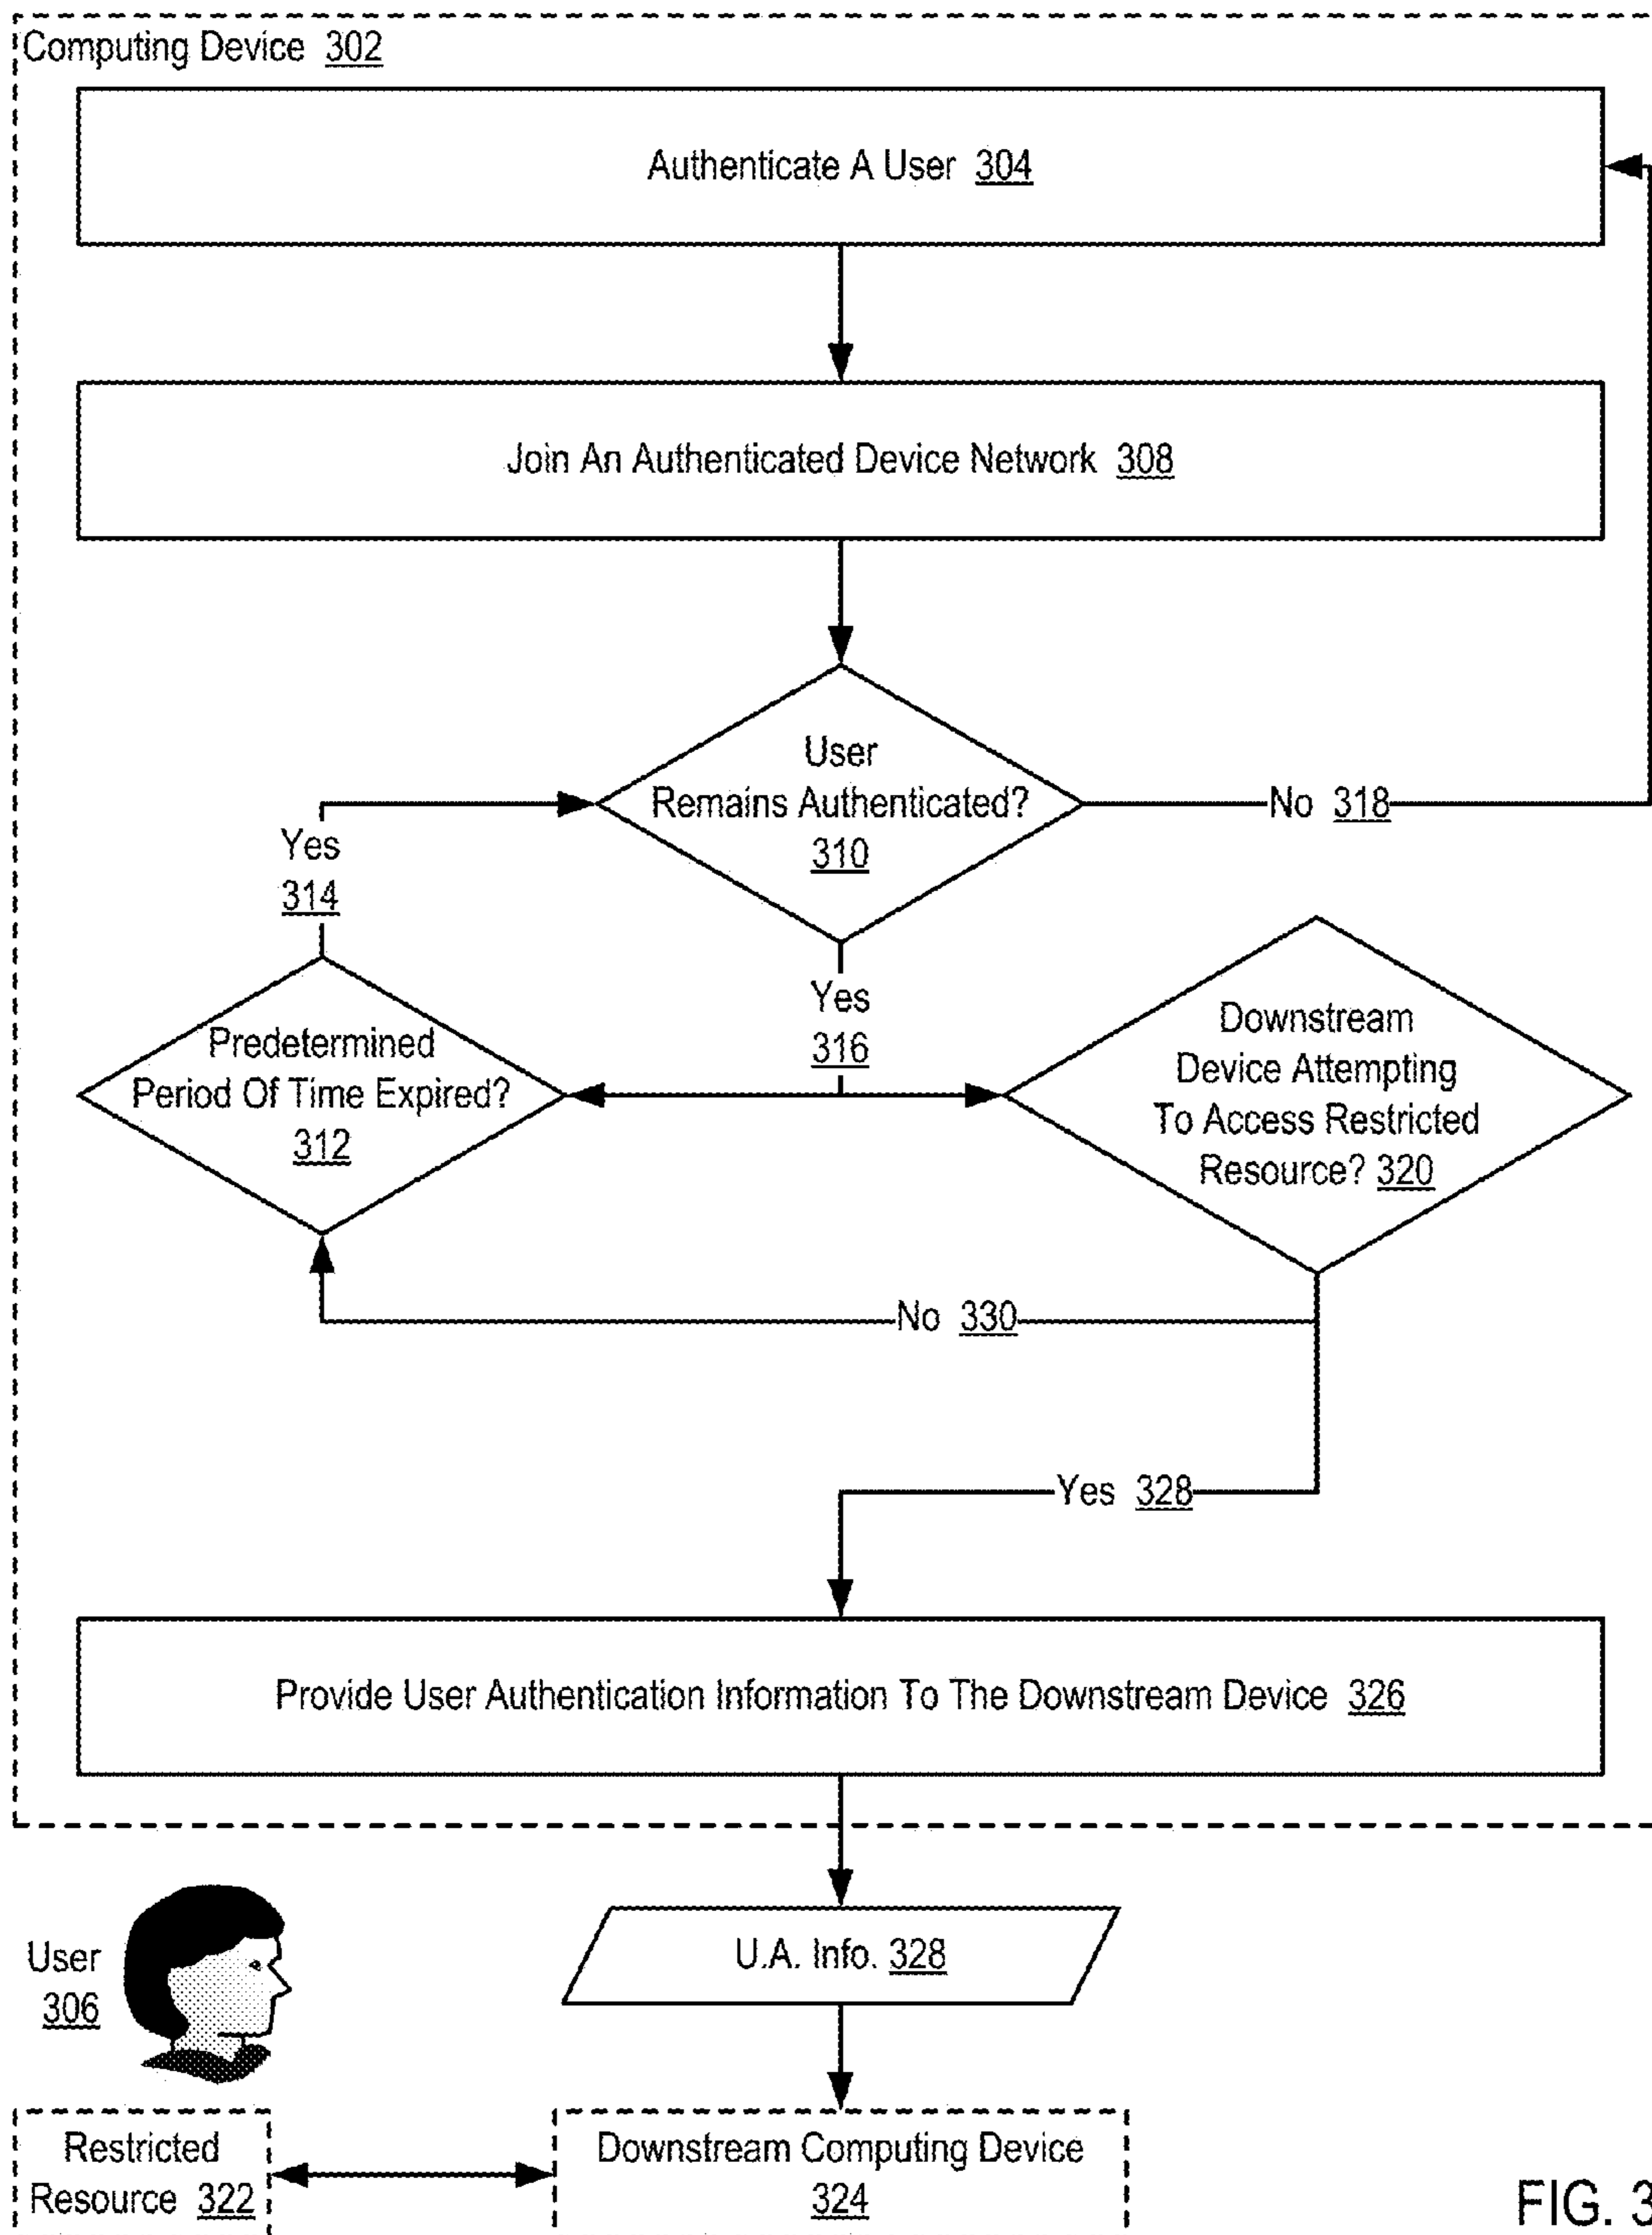 Computing Device 302
Authenticate A User 304
Join An Authenticated Device Network 308
User
Remains Authenticated?
310
No 318
Yes
314
Yes
316
Predetermined
Period Of Time Expired?
312
Downstream
Device Attempting
To Access Restricted
Resource? 320
No 330
Yes 328
Provide User Authentication Information To The Downstream Device 326
U.A. Info. 328
User
306
Restricted
Resource 322
Downstream Computing Device
324
FIG. 3